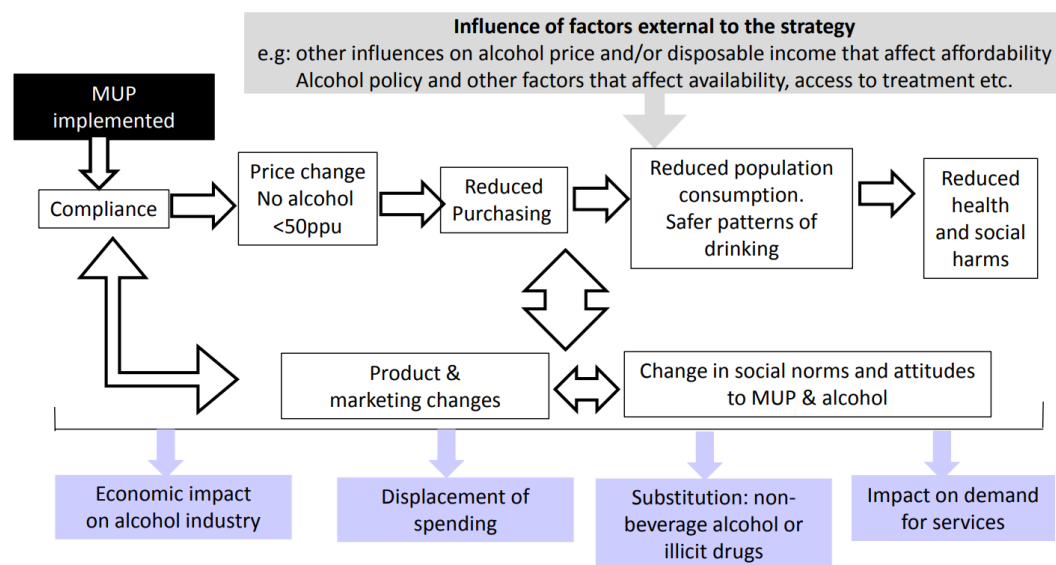 Influence of factors external to the strategy
e.g: other influences on alcohol price and/or disposable income that affect affordability
Alcohol policy and other factors that affect availability, access to treatment etc.
MUP
implemented
Compliance
Price change
No alcohol
<50ppu
Reduced
Purchasing
Reduced population
consumption.
Safer patterns of
drinking
Reduced
health
and social
harms
Product &
marketing changes
Change in social norms and attitudes
to MUP & alcohol
Economic impact
on alcohol industry
Displacement of
spending
Substitution: non-
beverage alcohol or
illicit drugs
Impact on demand
for services